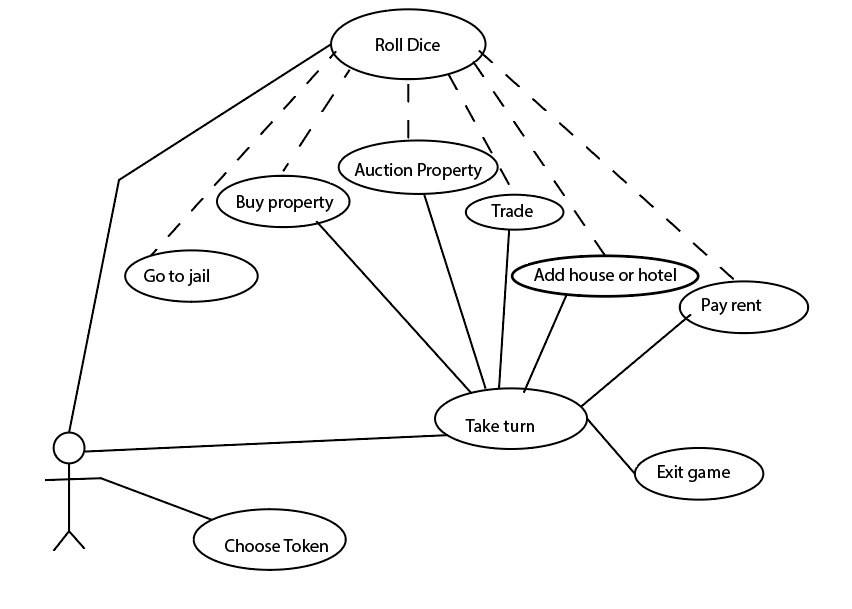 Roll Dice
Auction Property
Buy property
Trade
Go to jail
Add house or hotel
Pay rent
Take turn
Exit game
Choose Token